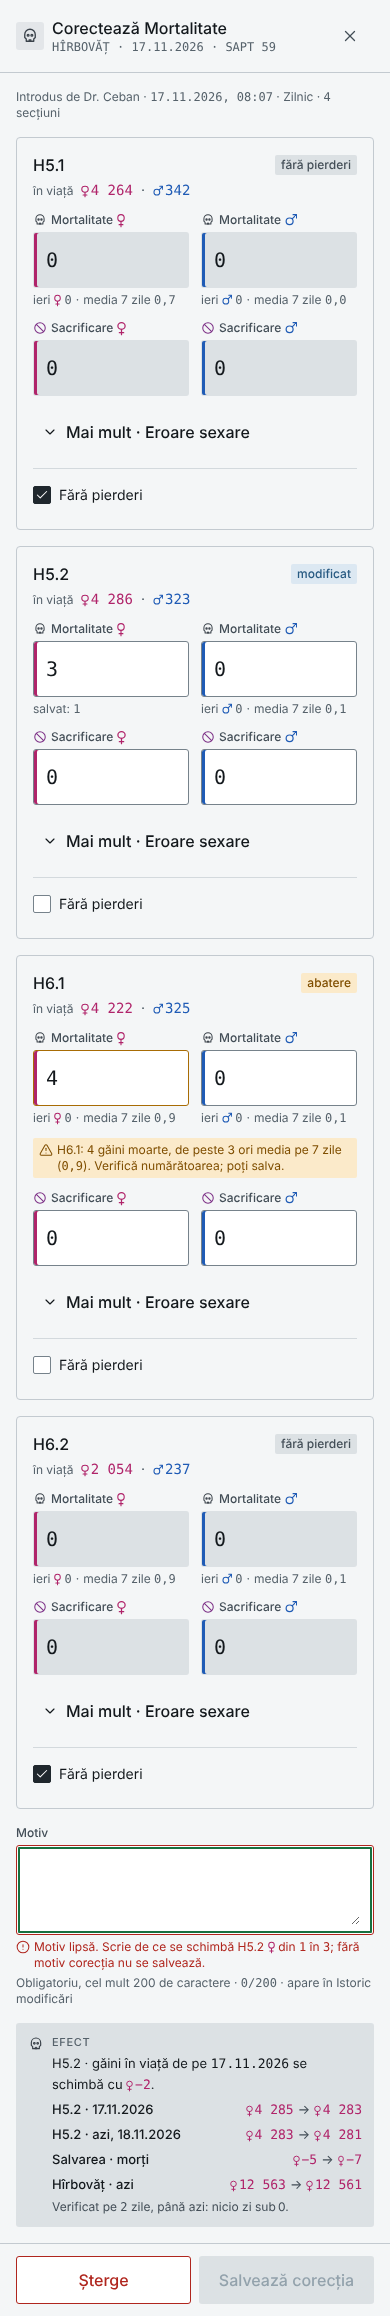 Corectează Mortalitate
HÎRBOVĂȚ · 17.11.2026 · SAPT 59
Introdus de Dr. Ceban · 17.11.2026, 08:07 · Zilnic · 4
secțiuni
H5.1
fără pierderi
în viață ♀4 264 · ♂342
Mortalitate ♀
Mortalitate ♂
0
0
ieri ♀ 0 · media 7 zile 0,7
ieri ♂ 0 · media 7 zile 0,0
Sacrificare ♀
Sacrificare ♂
0
0
Mai mult · Eroare sexare
Fără pierderi
H5.2
modificat
în viață ♀4 286 · ♂323
Mortalitate ♀
Mortalitate ♂
3
0
salvat: 1
ieri ♂ 0 · media 7 zile 0,1
Sacrificare ♀
Sacrificare ♂
0
0
Mai mult · Eroare sexare
Fără pierderi
H6.1
abatere
în viață ♀4 222 · ♂325
Mortalitate ♀
Mortalitate ♂
4
0
ieri ♀ 0 · media 7 zile 0,9
ieri ♂ 0 · media 7 zile 0,1
H6.1: 4 găini moarte, de peste 3 ori media pe 7 zile
(0,9). Verifică numărătoarea; poți salva.
Sacrificare ♀
Sacrificare ♂
0
0
Mai mult · Eroare sexare
Fără pierderi
H6.2
fără pierderi
în viață ♀2 054 · ♂237
Mortalitate ♀
Mortalitate ♂
0
0
ieri ♀ 0 · media 7 zile 0,9
ieri ♂ 0 · media 7 zile 0,1
Sacrificare ♀
Sacrificare ♂
0
0
Mai mult · Eroare sexare
Fără pierderi
Motiv
Motiv lipsă. Scrie de ce se schimbă H5.2 ♀ din 1 în 3; fără
motiv corecția nu se salvează.
Obligatoriu, cel mult 200 de caractere · 0/200 · apare în Istoric
modificări
EFECT
H5.2 · găini în viață de pe 17.11.2026 se
schimbă cu ♀−2.
H5.2 · 17.11.2026 ♀4 285 → ♀4 283
H5.2 · azi, 18.11.2026 ♀4 283 → ♀4 281
Salvarea · morți ♀−5 → ♀−7
Hîrbovăț · azi ♀12 563 → ♀12 561
Verificat pe 2 zile, până azi: nicio zi sub 0.
Șterge
Salvează corecția